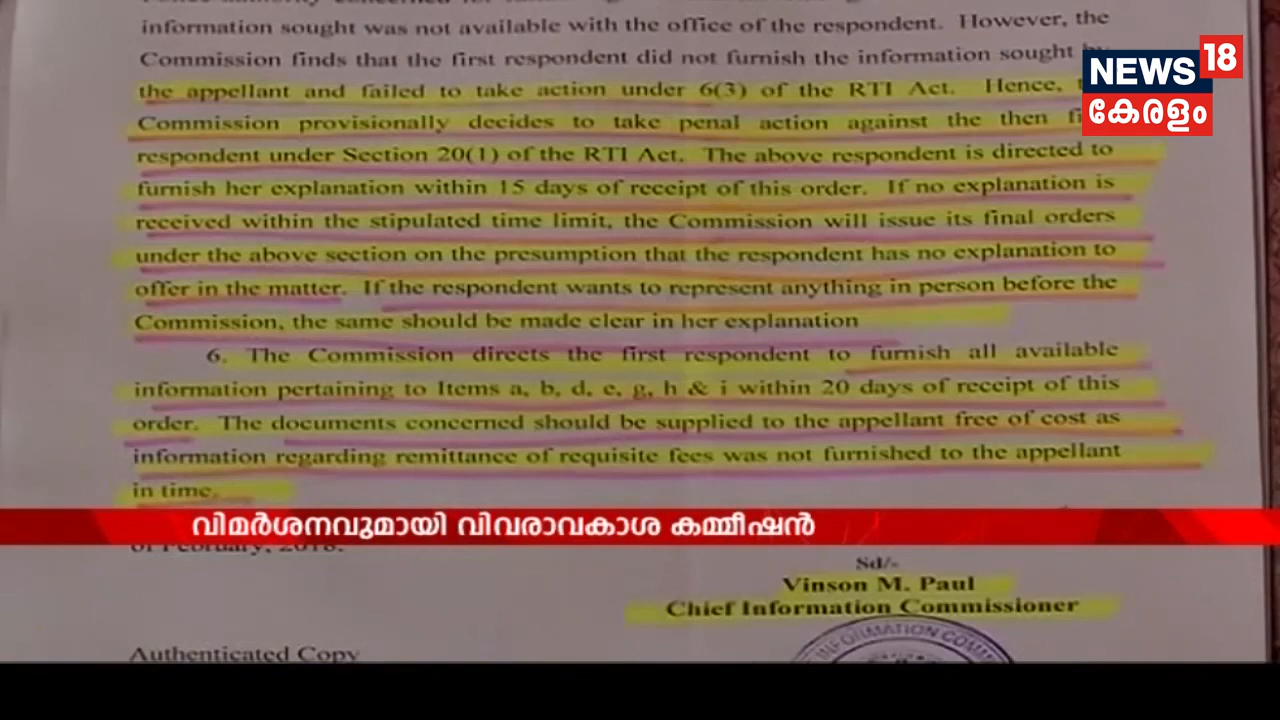 information sought was not available with the office of the respondent. However, the
Commission finds that the first respondent did not furnish the information sought by
the appellant and failed to take action under 6(3) of the RTI Act. Hence,
Commission provisionally decides to take penal action against the then
respondent under Section 20(1) of the RTI Act. The above respondent is directed to
furnish her explanation within 15 days of receipt of this order. If no explanation is
received within the stipulated time limit, the Commission will issue its final orders
under the above section on the presumption that the respondent has no explanation to
offer in the matter. If the respondent wants to represent anything in person before the
Commission, the same should be made clear in her explanation
6. The Commission directs the first respondent to furnish all available
information pertaining to Items a, b, d, e, g, h & i within 20 days of receipt of this
order. The documents concerned should be supplied to the appellant free of cost as
information regarding remittance of requisite fees was not furnished to the appellant
in time.
NEWS 18
കേരളം
വിമർശനവുമായി വിവരാവകാശ കമ്മീഷൻ
of February, 2018.
Sd/-
Vinson M. Paul
Chief Information Commissioner
INFORMATION
Authenticated Copy